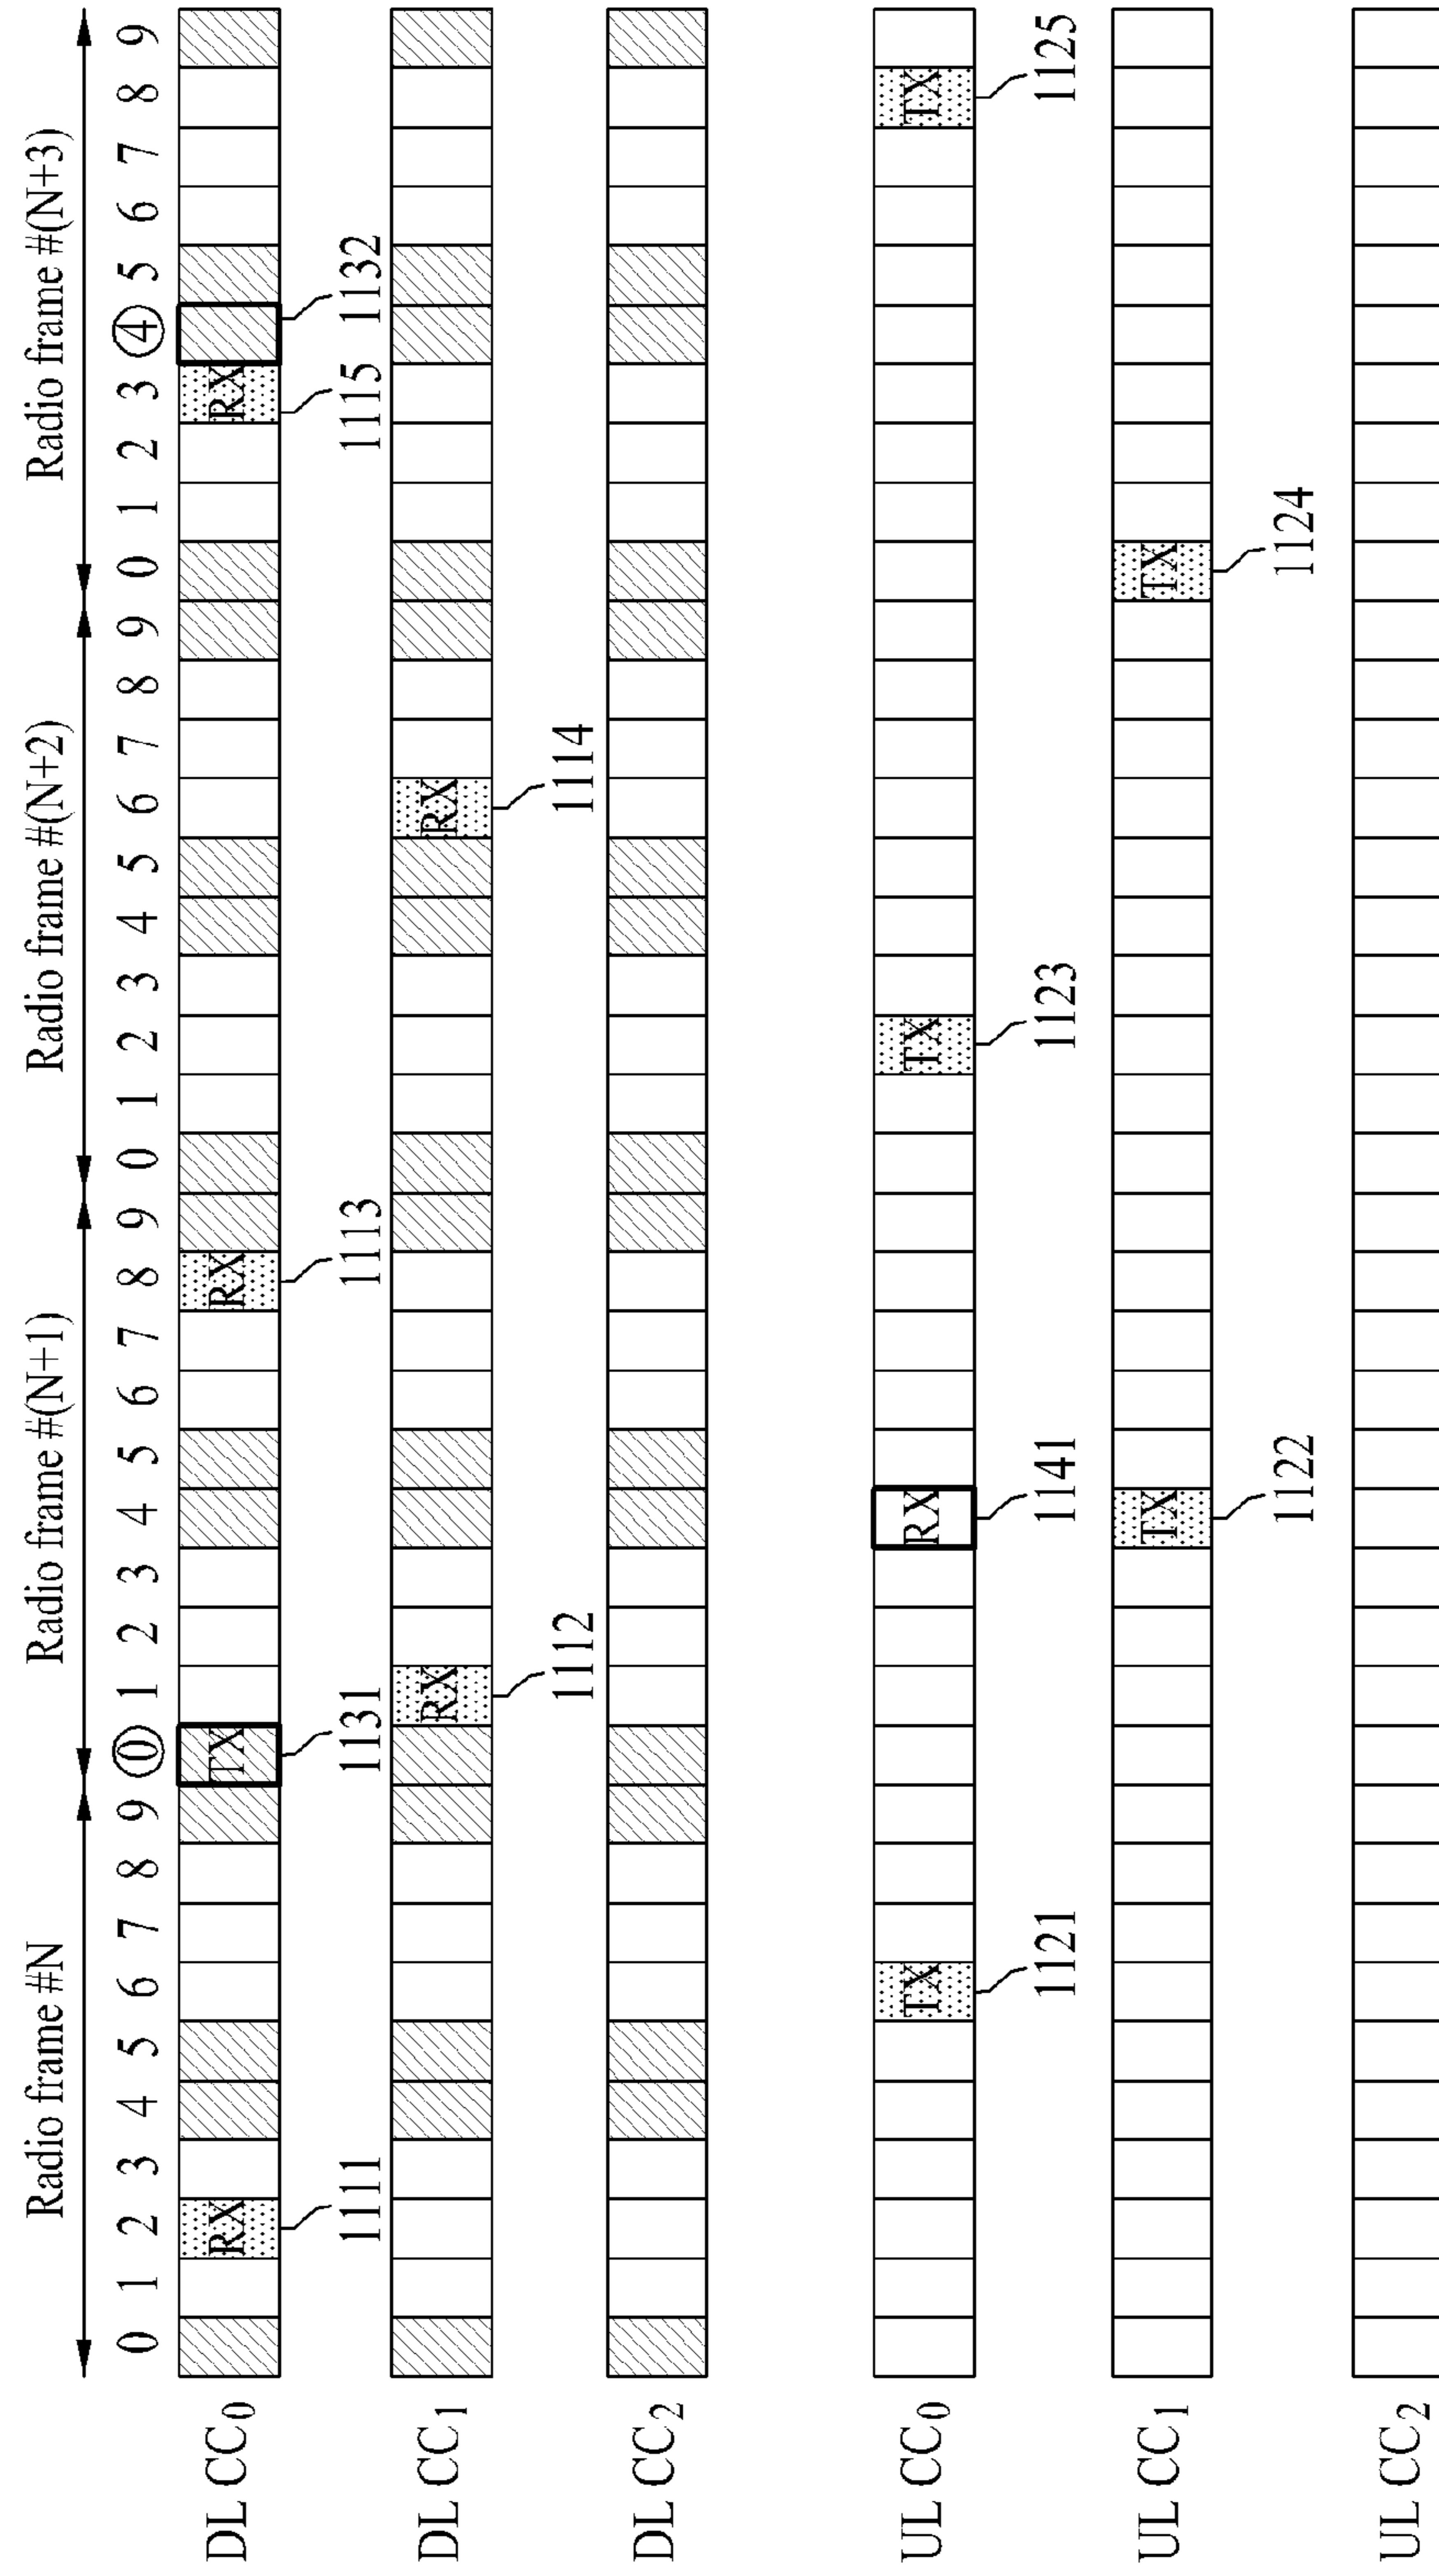 Radio frame #N Radio frame #(N+1) Radio frame #(N+2) Radio frame #(N+3)
0 1 2 3 4 5 6 7 8 9 0 1 2 3 4 5 6 7 8 9 0 1 2 3 4 5 6 7 8 9 0 1 2 3 4 5 6 7 8 9
DL CC0 RX TX RX RX
1111 1131 1113 1115 1132
DL CC1 RX RX
1112 1114
DL CC2
UL CC0 TX RX TX TX
1121 1141 1123 1125
UL CC1 TX TX
1122 1124
UL CC2